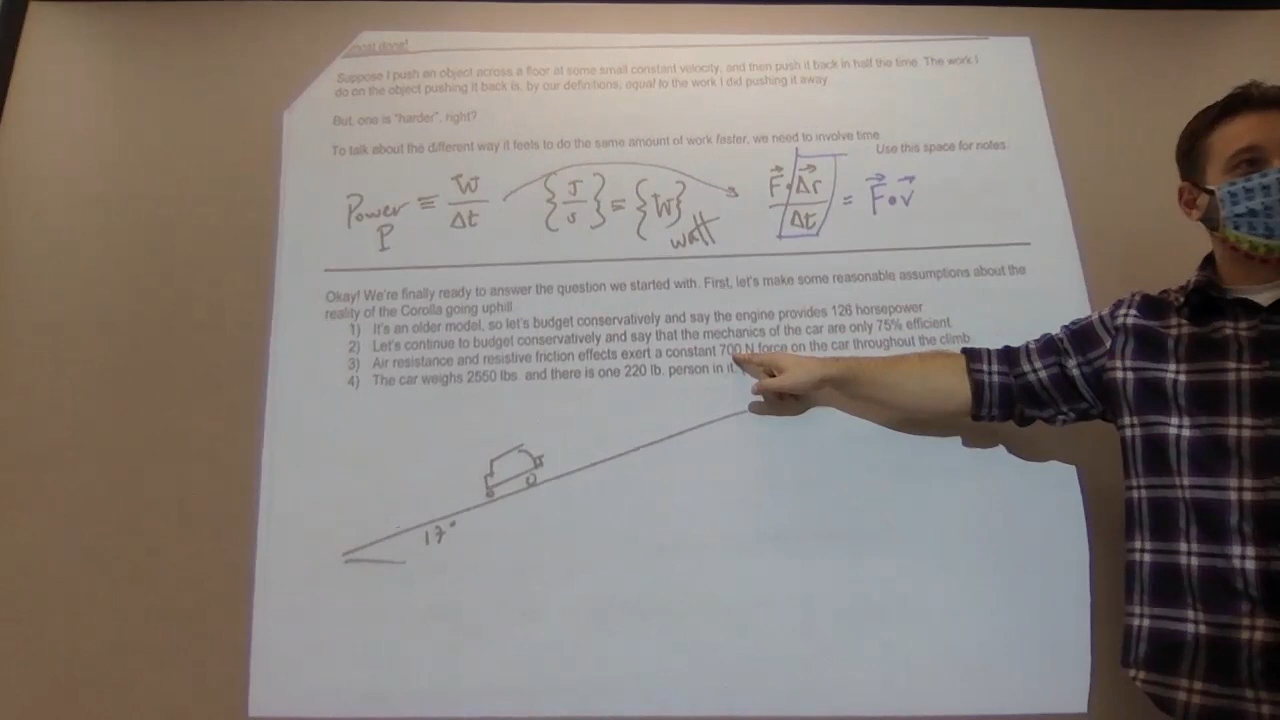 most done!
Suppose I push an object across a floor at some small constant velocity, and then push it back in half the time. The work I
do on the object pushing it back is, by our definitions, equal to the work I did pushing it away
But, one is "harder", right?
To talk about the different way it feels to do the same amount of work faster, we need to involve time
Use this space for notes.
Power ≡ W/Δt {J/s} = {W} F⃗·Δr⃗/Δt = F⃗•v⃗
P watt
Okay! We're finally ready to answer the question we started with. First, let's make some reasonable assumptions about the
reality of the Corolla going uphill
1) It's an older model, so let's budget conservatively and say the engine provides 126 horsepower.
2) Let's continue to budget conservatively and say that the mechanics of the car are only 75% efficient.
3) Air resistance and resistive friction effects exert a constant 700 N force on the car throughout the climb
4) The car weighs 2550 lbs and there is one 220 lb. person in it.
17°